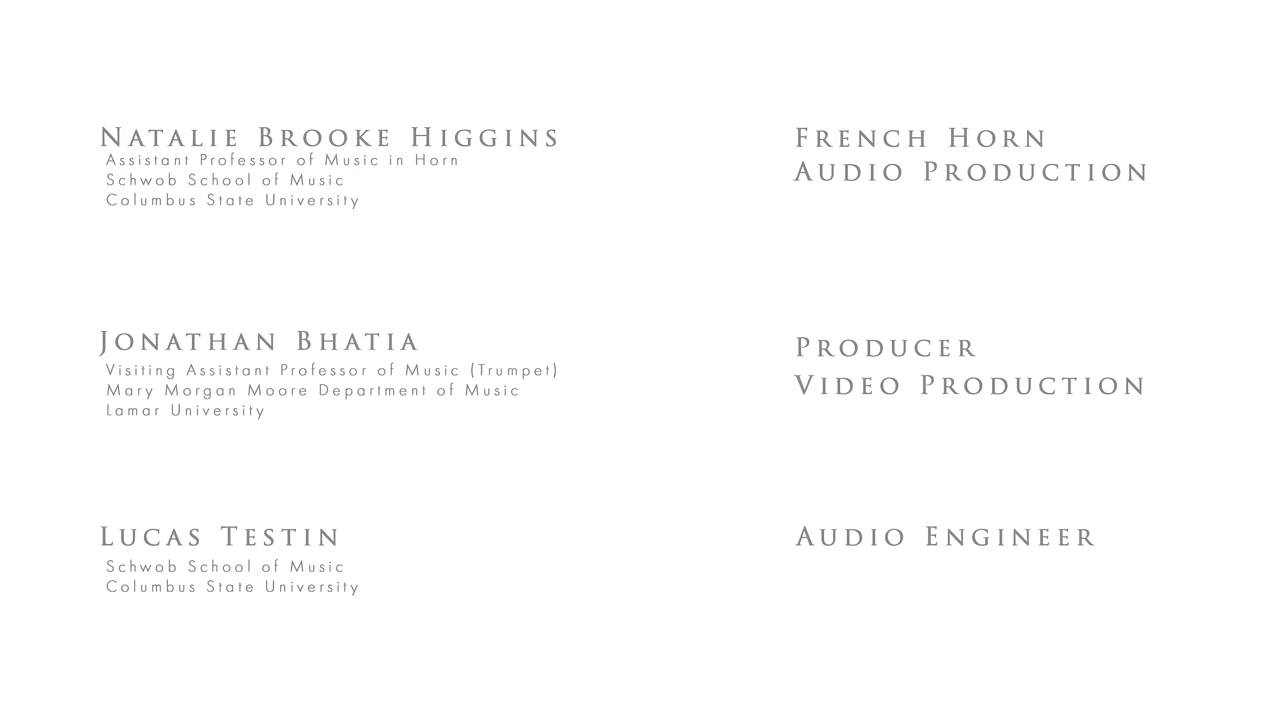 Natalie Brooke Higgins
Assistant Professor of Music in Horn
Schwob School of Music
Columbus State University
French Horn
Audio Production
Jonathan Bhatia
Visiting Assistant Professor of Music (Trumpet)
Mary Morgan Moore Department of Music
Lamar University
Producer
Video Production
Lucas Testin
Schwob School of Music
Columbus State University
Audio Engineer